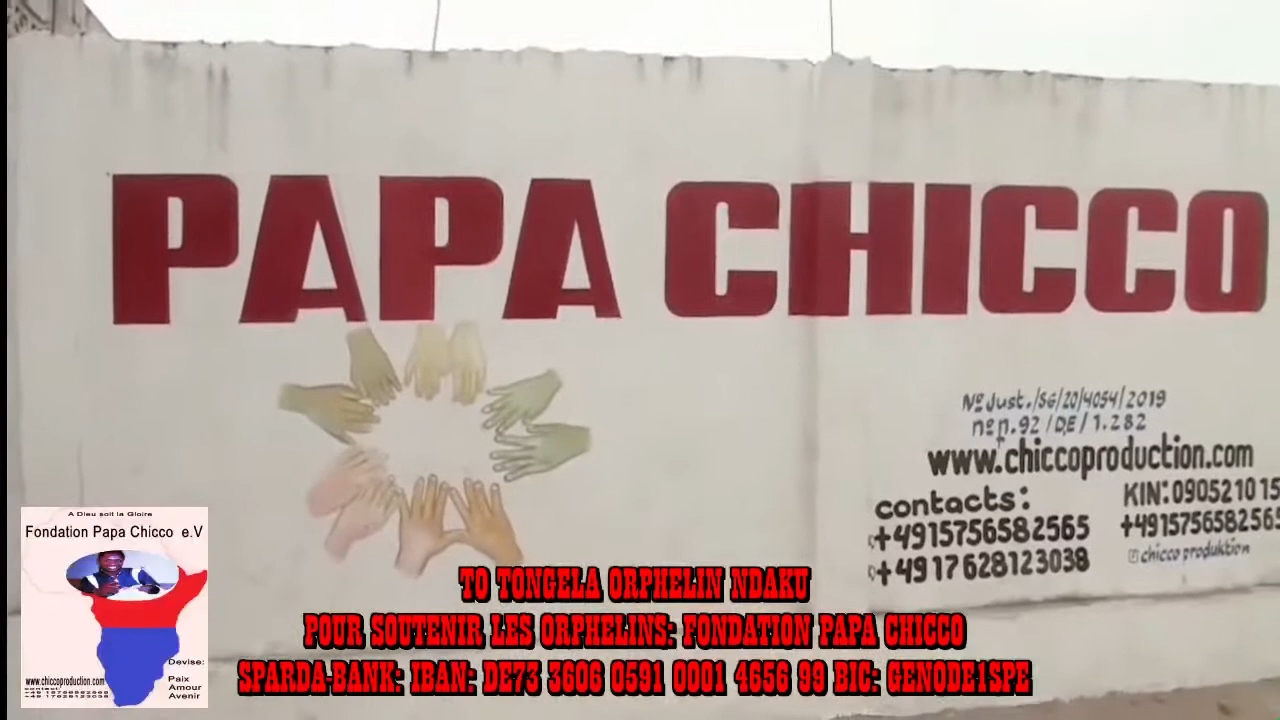 PAPA CHICCO
Nº Just./SG/20/4054/2019
nº n.92 /DE/1.282
www.chiccoproduction.com
contacts:
+4915756582565
+4917628123038
KIN:090521015
+4915756582565
chicco produktion
A Dieu soit la Gloire
Fondation Papa Chicco e.V
Devise:
Paix
Amour
Avenir
www.chiccoproduction.com
TO TONGELA ORPHELIN NDAKU
POUR SOUTENIR LES ORPHELINS: FONDATION PAPA CHICCO
SPARDA-BANK: IBAN: DE73 3606 0591 0001 4656 99 BIC: GENODE1SPE